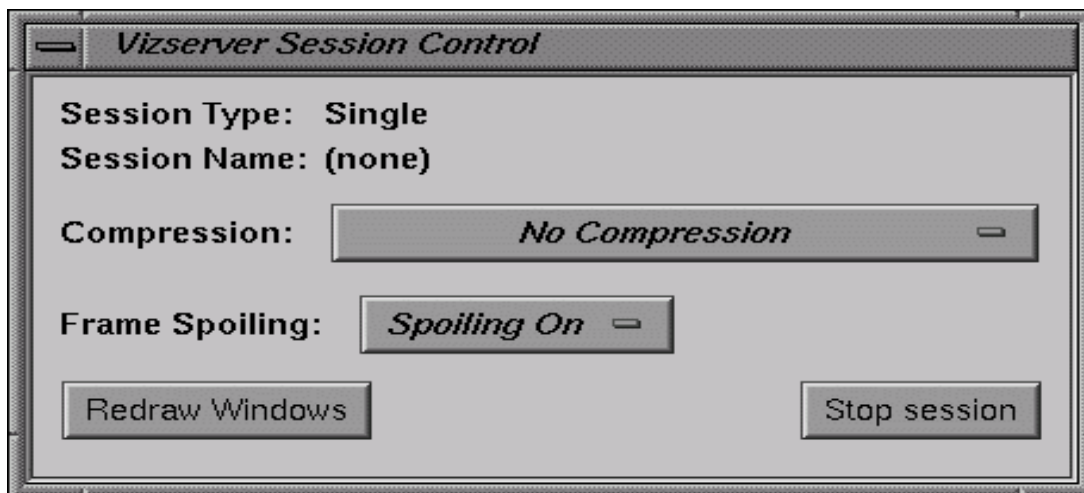 Vizserver Session Control
Session Type: Single
Session Name: (none)
Compression: No Compression
Frame Spoiling: Spoiling On
Redraw Windows Stop session